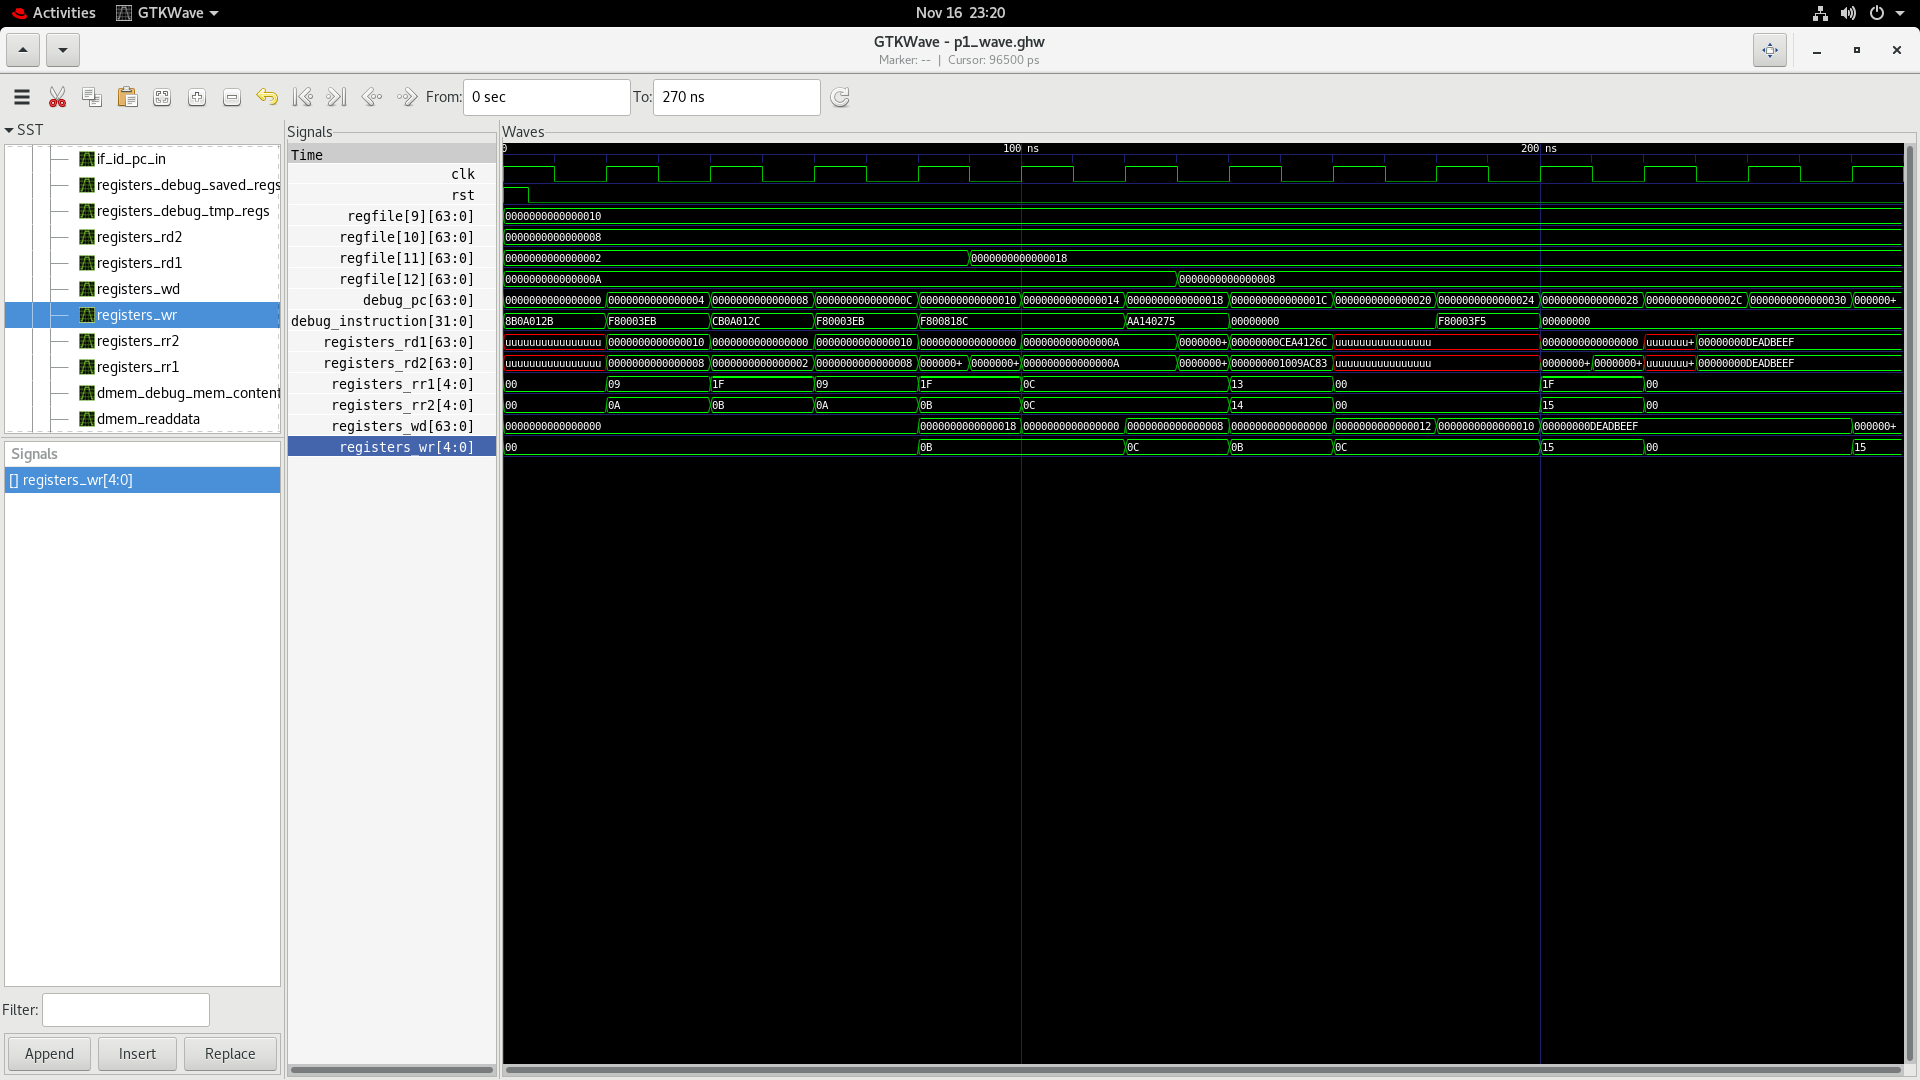 Activities GTKWave Nov 16 23:20
GTKWave - p1_wave.ghw
Marker: -- | Cursor: 96500 ps
From: 0 sec To: 270 ns
SST
if_id_pc_in
registers_debug_saved_regs
registers_debug_tmp_regs
registers_rd2
registers_rd1
registers_wd
registers_wr
registers_rr2
registers_rr1
dmem_debug_mem_content
dmem_readdata
Signals
[] registers_wr[4:0]
Filter:
Append Insert Replace
Signals
Time
clk
rst
regfile[9][63:0]
regfile[10][63:0]
regfile[11][63:0]
regfile[12][63:0]
debug_pc[63:0]
debug_instruction[31:0]
registers_rd1[63:0]
registers_rd2[63:0]
registers_rr1[4:0]
registers_rr2[4:0]
registers_wd[63:0]
registers_wr[4:0]
Waves
0 100 ns 200 ns
0000000000000010
0000000000000008
0000000000000002 0000000000000018
000000000000000A 0000000000000008
0000000000000000 0000000000000004 0000000000000008 000000000000000C 0000000000000010 0000000000000014 0000000000000018 000000000000001C 0000000000000020 0000000000000024 0000000000000028 000000000000002C 0000000000000030 000000+
8B0A012B F80003EB CB0A012C F80003EB F800818C AA140275 00000000 F80003F5 00000000
uuuuuuuuuuuuuuuu 0000000000000010 0000000000000000 0000000000000010 0000000000000000 000000000000000A 0000000+ 00000000CEA4126C uuuuuuuuuuuuuuuu 0000000000000000 uuuuuuu+ 00000000DEADBEEF
uuuuuuuuuuuuuuuu 0000000000000008 0000000000000002 0000000000000008 000000+ 0000000+ 000000000000000A 0000000+ 000000001009AC83 uuuuuuuuuuuuuuuu 0000000+ 0000000+ uuuuuuu+ 00000000DEADBEEF
00 09 1F 09 1F 0C 13 00 1F 00
00 0A 0B 0A 0B 0C 14 00 15 00
0000000000000000 0000000000000018 0000000000000000 0000000000000008 0000000000000000 0000000000000012 0000000000000010 00000000DEADBEEF 000000+
00 0B 0C 0B 0C 15 00 15